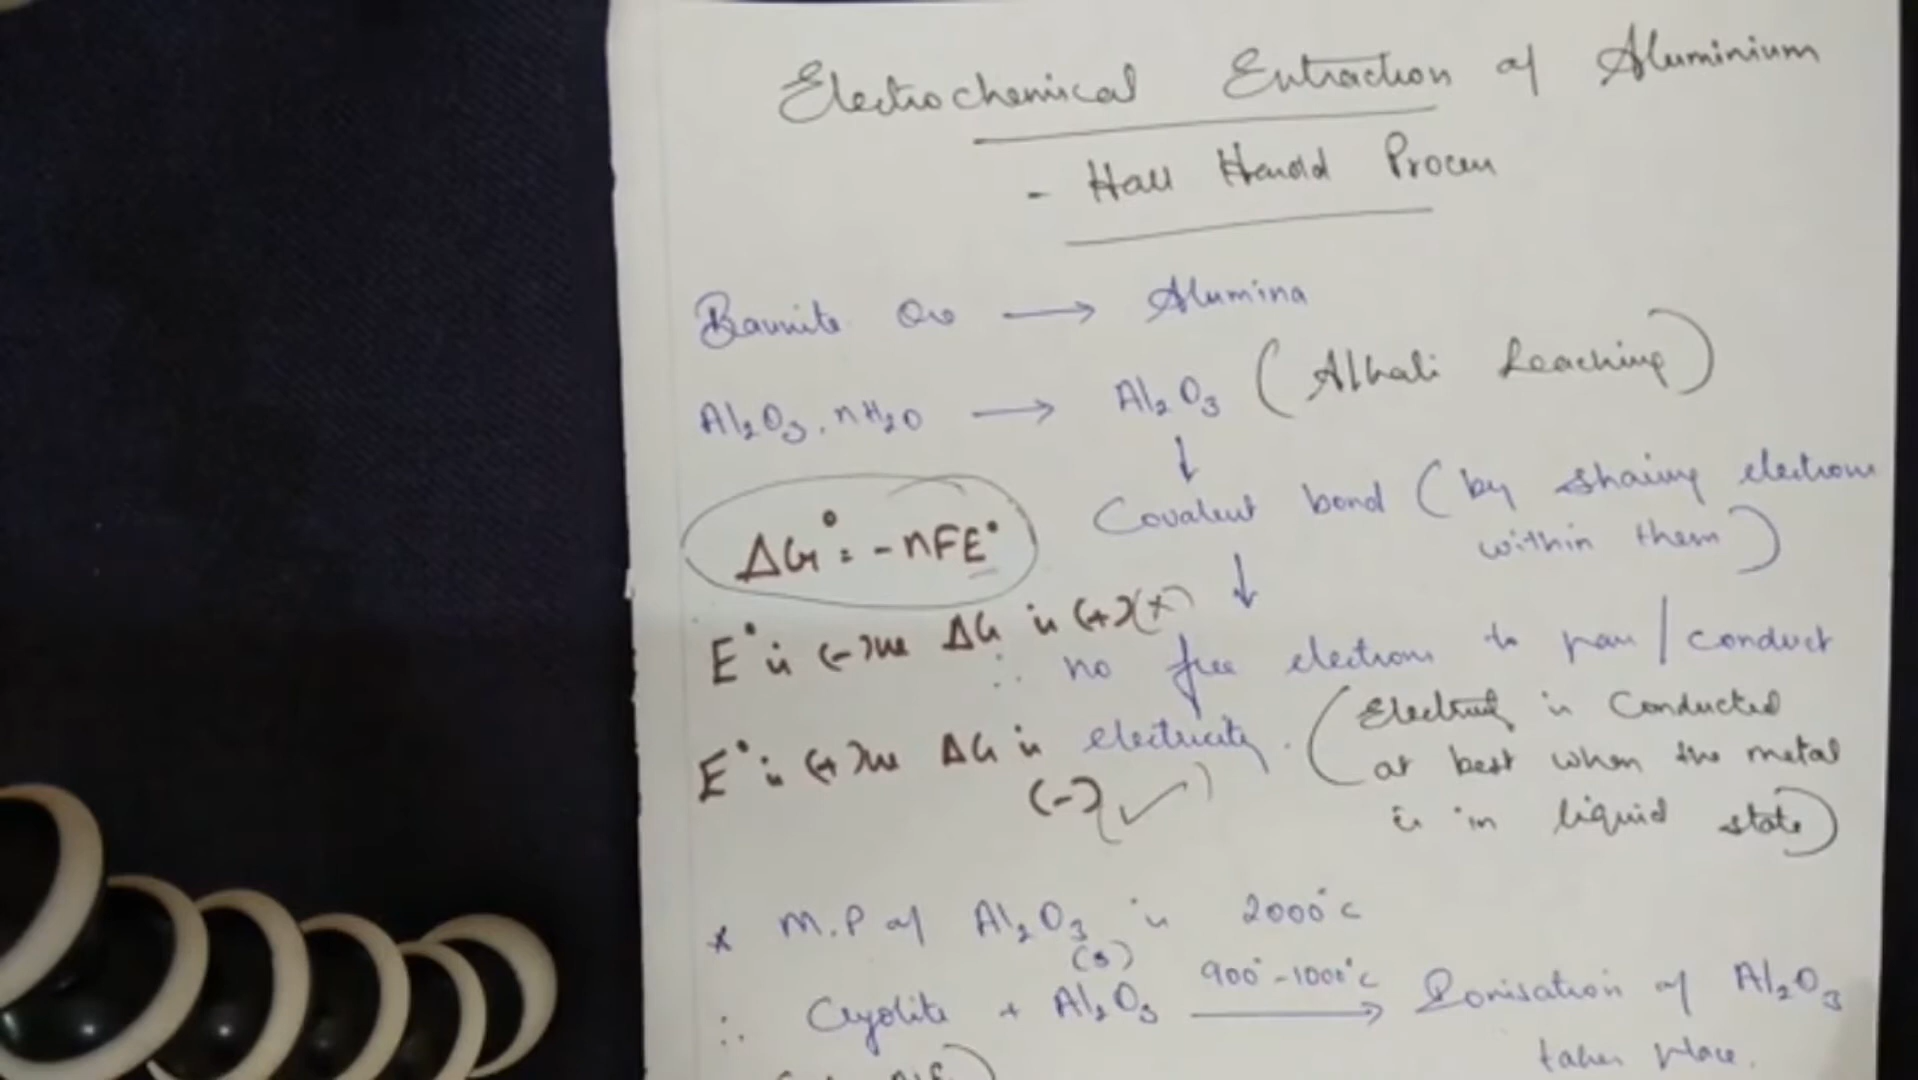 Electrochemical Extraction of Aluminium
- Hall Herold Process
Bauxite Ore → Alumina
Al₂O₃.nH₂O → Al₂O₃ (Alkali Leaching)
↓
Covalent bond (by sharing electrons
within them)
↓
ΔG° = -nFE°
E° is (-)ve ΔG is (+)(x)
∴ no free electrons to pass/conduct
electricity. (Electricity is conducted
at best when the metal
is in liquid state)
E° is (+)ve ΔG is
(-) ✓
* M.P of Al₂O₃ is 2000°C
(s)
∴ Cryolite + Al₂O₃ 900°-1000°C → Ionisation of Al₂O₃
takes place.